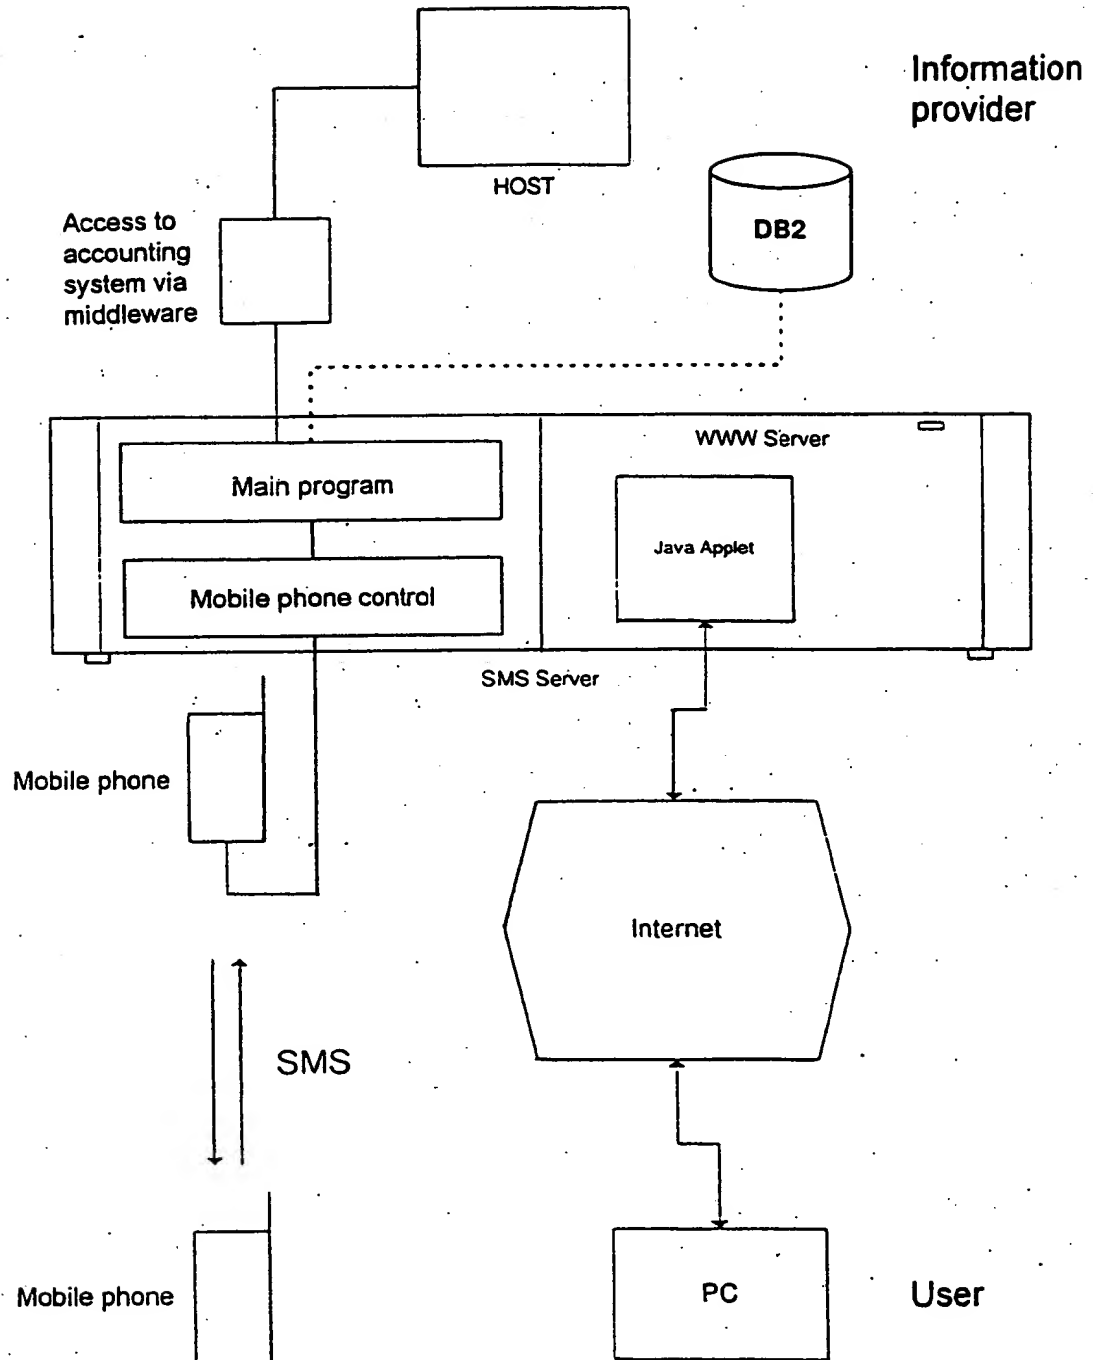 Information
provider
HOST
DB2
Access to
accounting
system via
middleware
WWW Server
Main program
Java Applet
Mobile phone control
SMS Server
Mobile phone
Internet
SMS
Mobile phone
PC
User